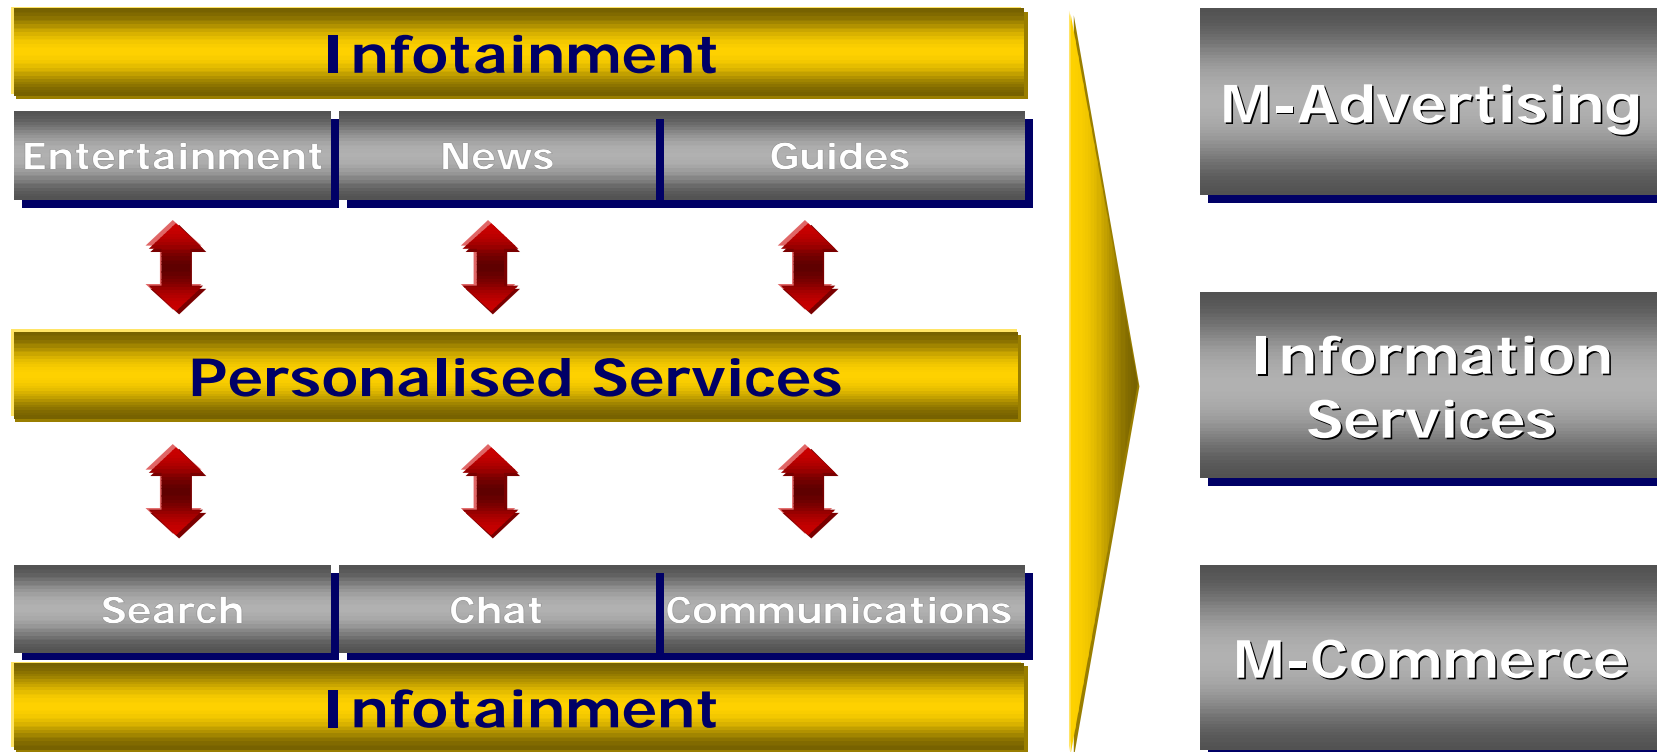 Infotainment
Entertainment
News
Guides
Personalised Services
Search
Chat
Communications
Infotainment
M-Advertising
Information
Services
M-Commerce